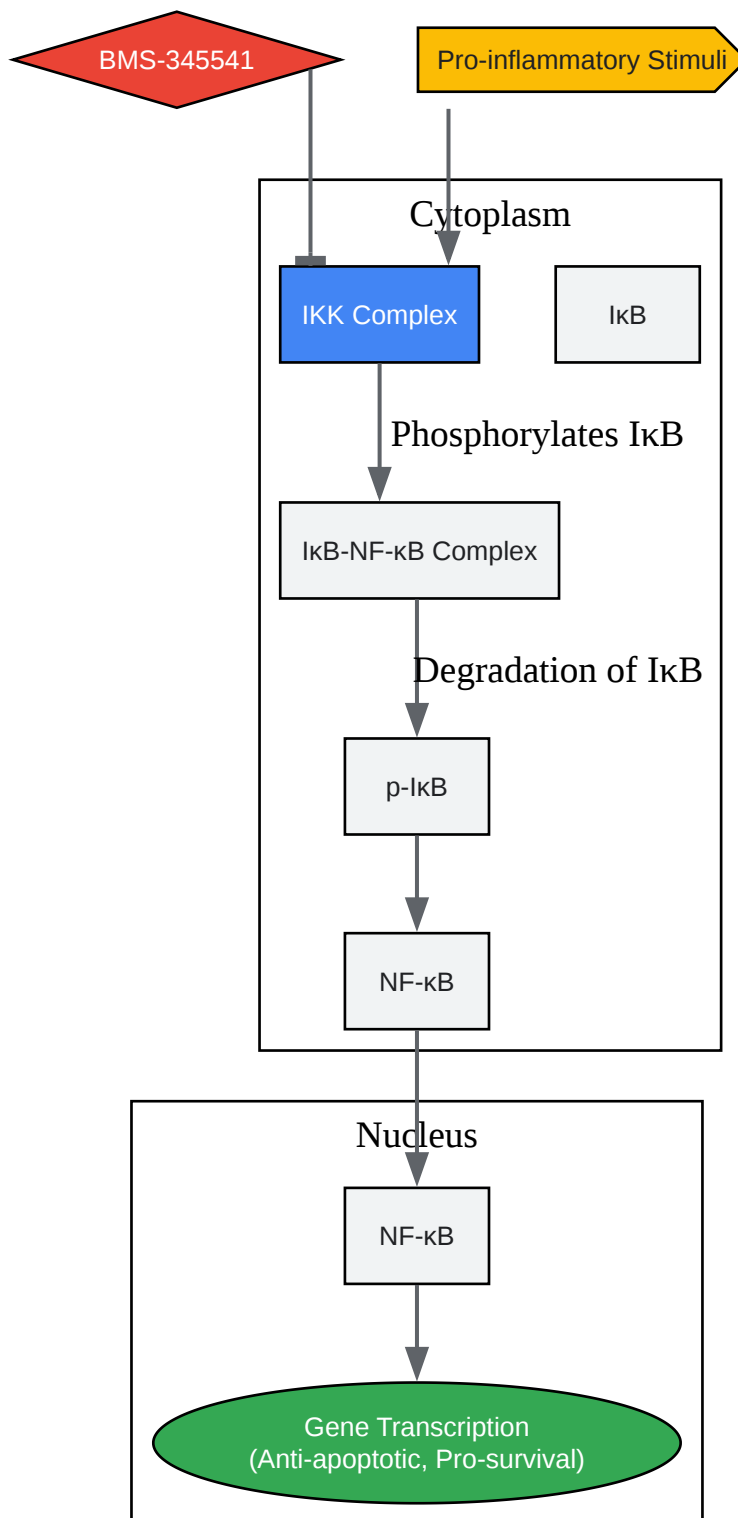 BMS-345541
Pro-inflammatory Stimuli
Cytoplasm
IKK Complex
IκB
Phosphorylates IκB
IκB-NF-κB Complex
Degradation of IκB
p-IκB
NF-κB
Nucleus
NF-κB
Gene Transcription
(Anti-apoptotic, Pro-survival)